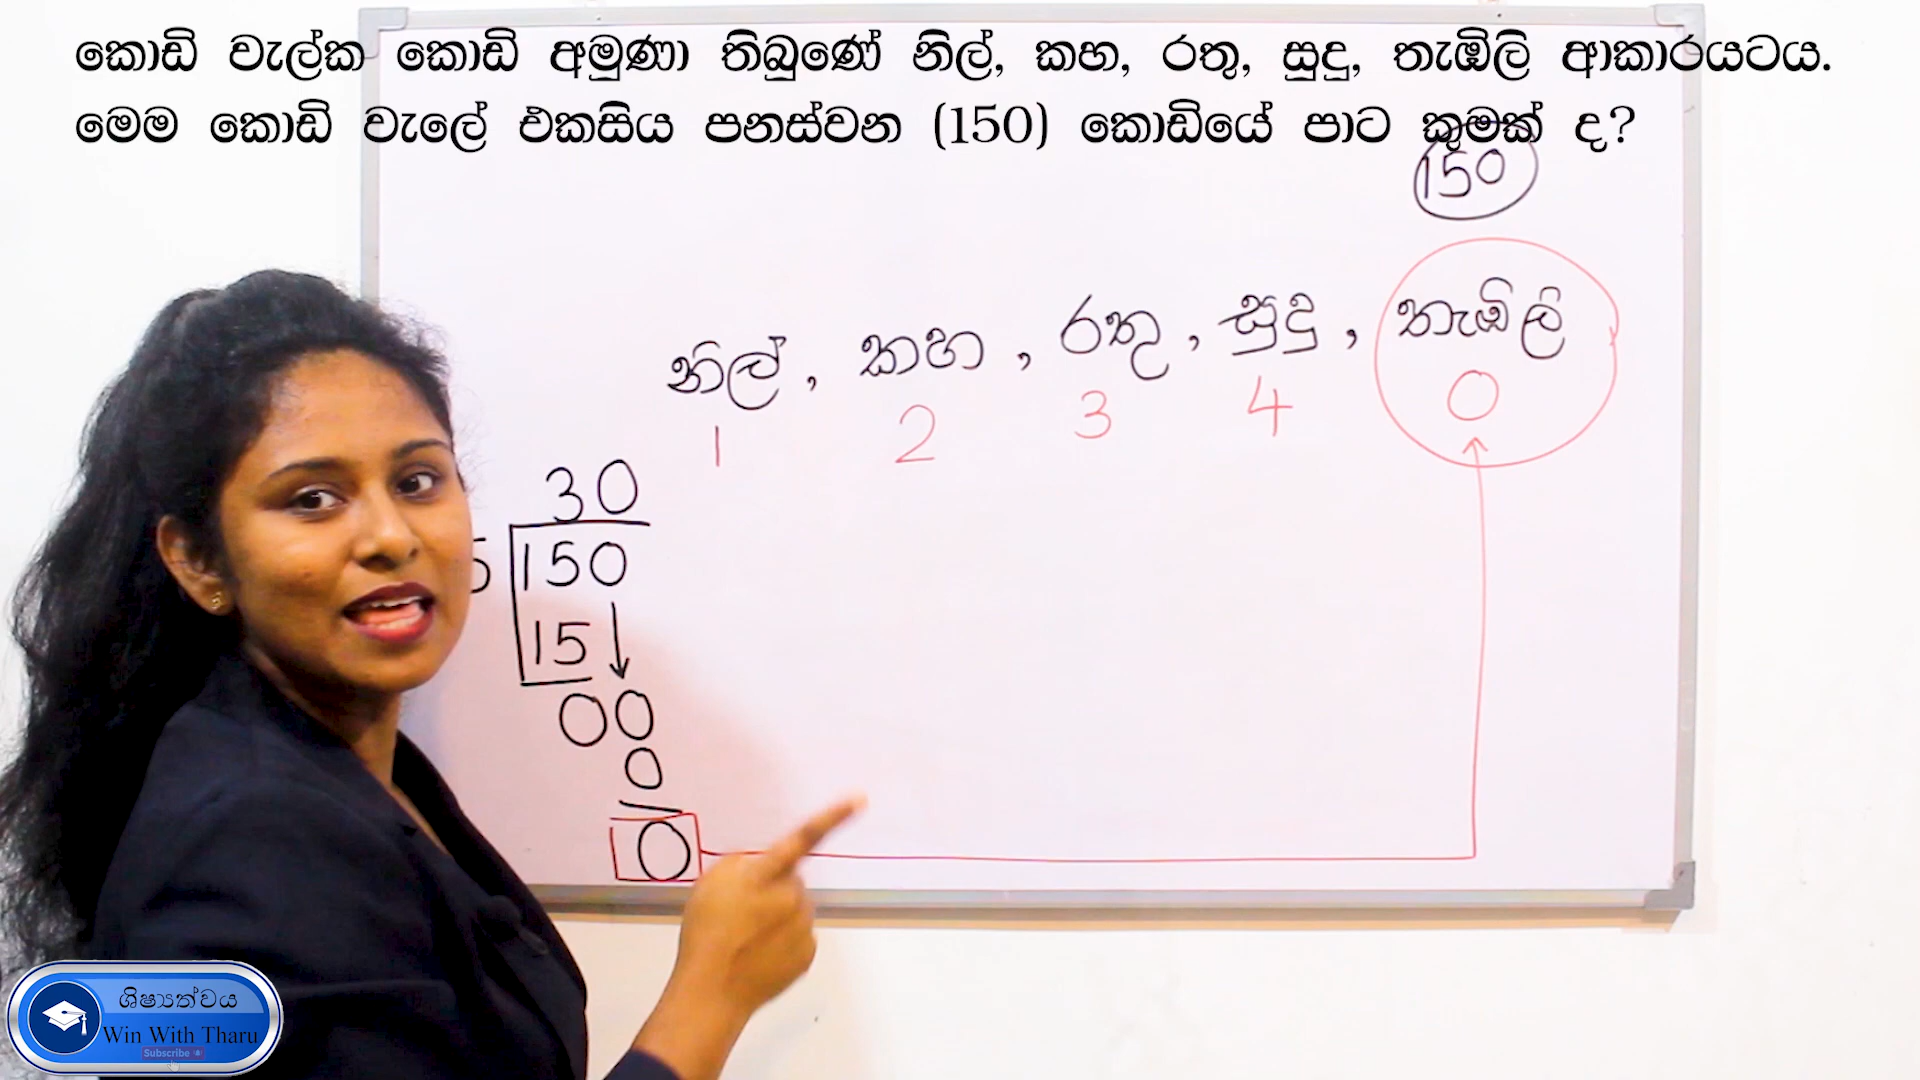 කොඩි වැල්ක කොඩි අමුණා තිබුණේ නිල්, කහ, රතු, සුදු, තැඹිලි ආකාරයටය.
මෙම කොඩි වැලේ එකසිය පනස්වන (150) කොඩියේ පාට කුමක් ද?
150
නිල්, කහ, රතු, සුදු, තැඹිලි
1 2 3 4 0
30
5 150
15
00
0
0
ශිෂ්‍යත්වය
Win With Tharu
Subscribe